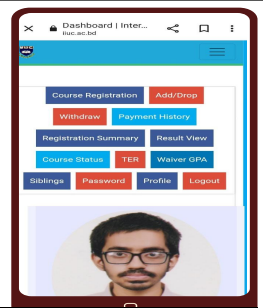 Dashboard | Inter...
iiuc.ac.bd
IIUC
Course Registration Add/Drop
Withdraw Payment History
Registration Summary Result View
Course Status TER Waiver GPA
Siblings Password Profile Logout